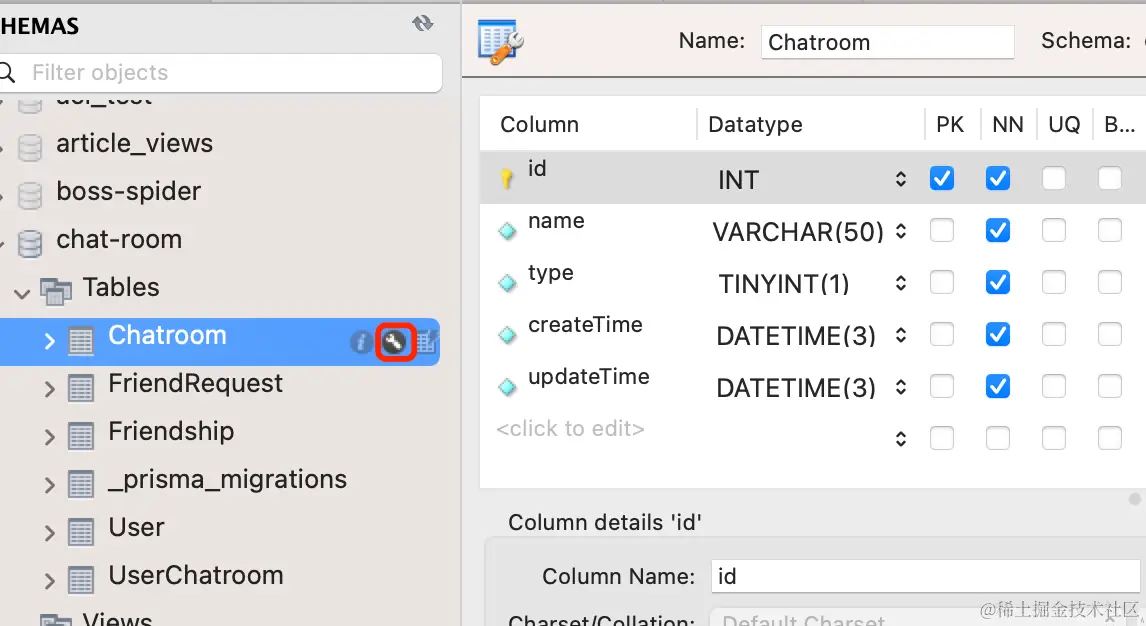 HEMAS
Filter objects
article_views
boss-spider
chat-room
Tables
Chatroom
FriendRequest
Friendship
_prisma_migrations
User
UserChatroom
Views
Name: Chatroom Schema:
Column Datatype PK NN UQ B...
id INT
name VARCHAR(50)
type TINYINT(1)
createTime DATETIME(3)
updateTime DATETIME(3)
<click to edit>
Column details 'id'
Column Name: id
Charset/Collation: Default Charset
@稀土掘金技术社区